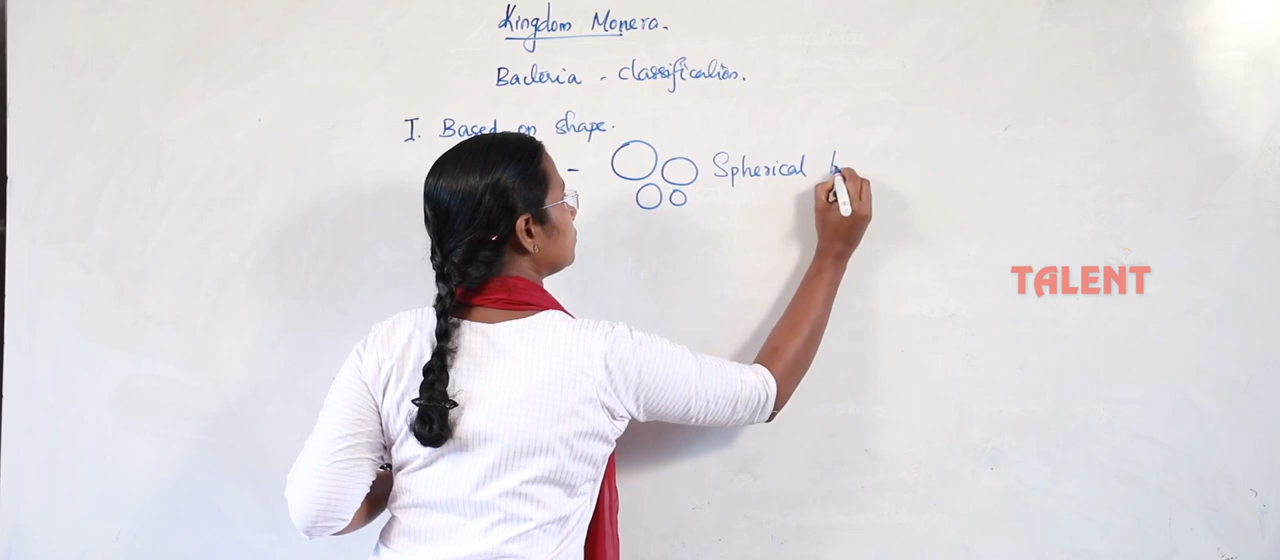 Kingdom Monera.
Bacteria - classification.
I. Based on shape.
- Spherical b
TALENT